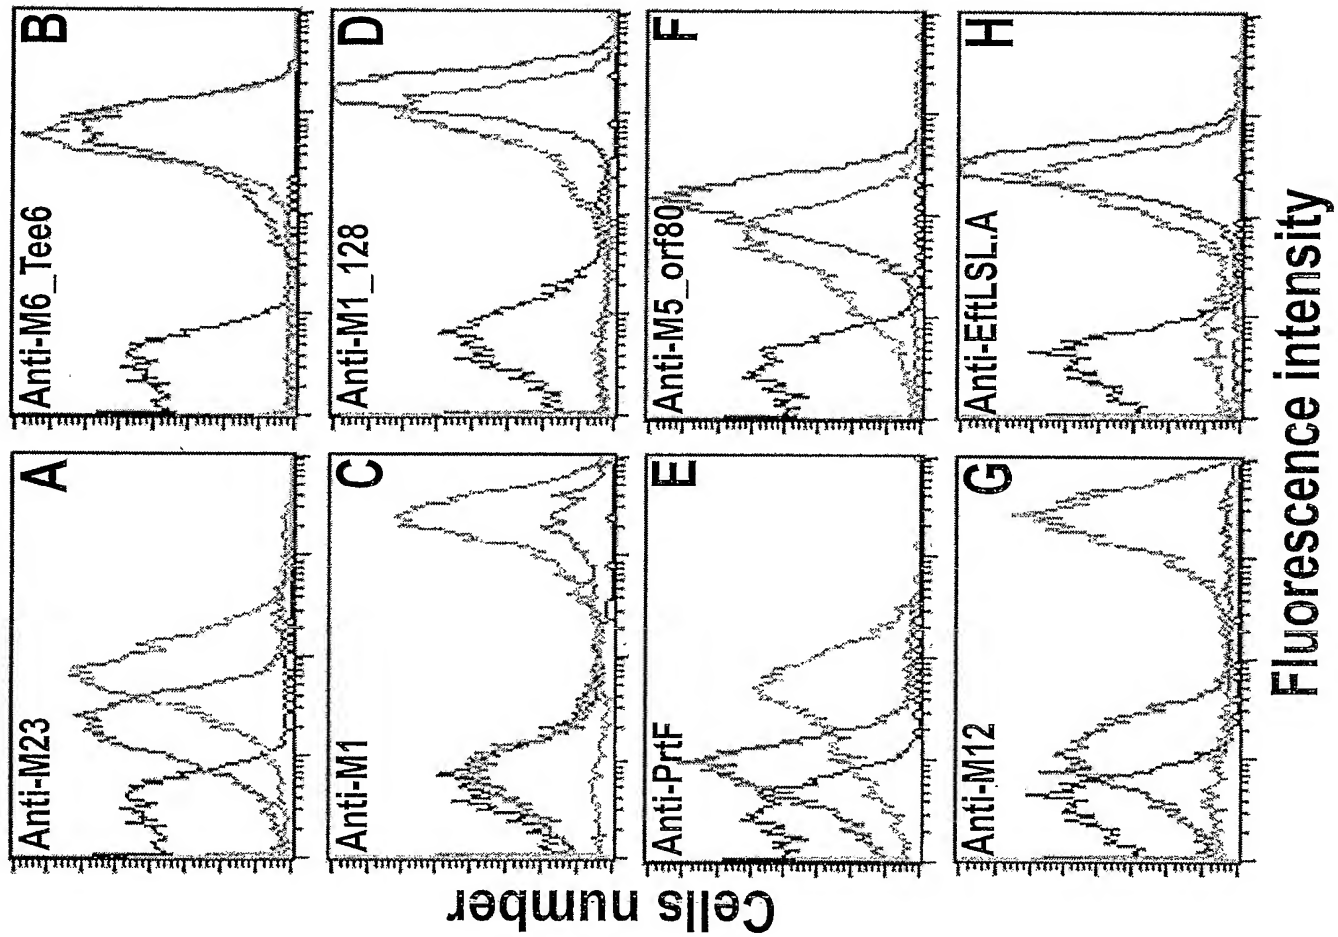 Anti-M23
A
Anti-M6_Tee6
B
Anti-M1
C
Anti-M1_128
D
Anti-PrtF
E
Anti-M5_orf80
F
Anti-M12
G
Anti-EftLSL.A
H
Cells number
Fluorescence intensity